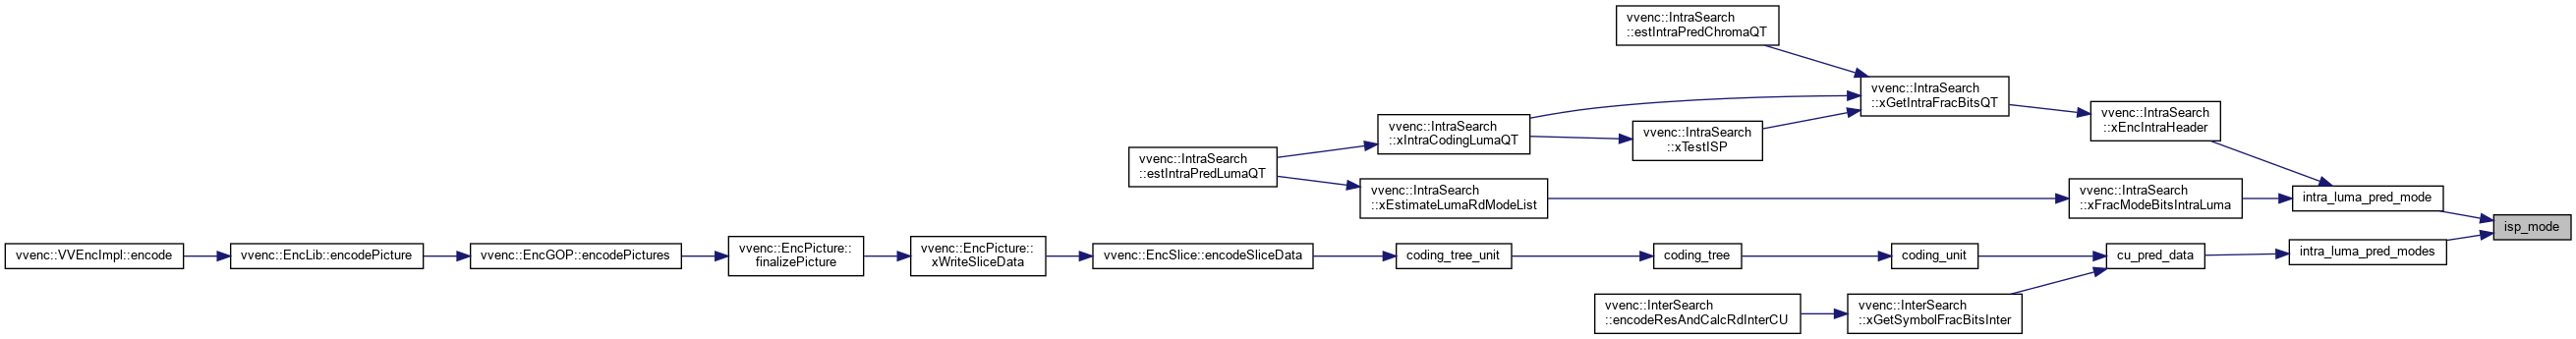 vvenc::IntraSearch
::estIntraPredChromaQT
vvenc::IntraSearch
::xGetIntraFracBitsQT
vvenc::IntraSearch
::xEncIntraHeader
vvenc::IntraSearch
::xIntraCodingLumaQT
vvenc::IntraSearch
::xTestISP
vvenc::IntraSearch
::estIntraPredLumaQT
vvenc::IntraSearch
::xEstimateLumaRdModeList
vvenc::IntraSearch
::xFracModeBitsIntraLuma
intra_luma_pred_mode
isp_mode
vvenc::VVEncImpl::encode
vvenc::EncLib::encodePicture
vvenc::EncGOP::encodePictures
vvenc::EncPicture::
finalizePicture
vvenc::EncPicture::
xWriteSliceData
vvenc::EncSlice::encodeSliceData
coding_tree_unit
coding_tree
coding_unit
cu_pred_data
intra_luma_pred_modes
vvenc::InterSearch
::encodeResAndCalcRdInterCU
vvenc::InterSearch
::xGetSymbolFracBitsInter